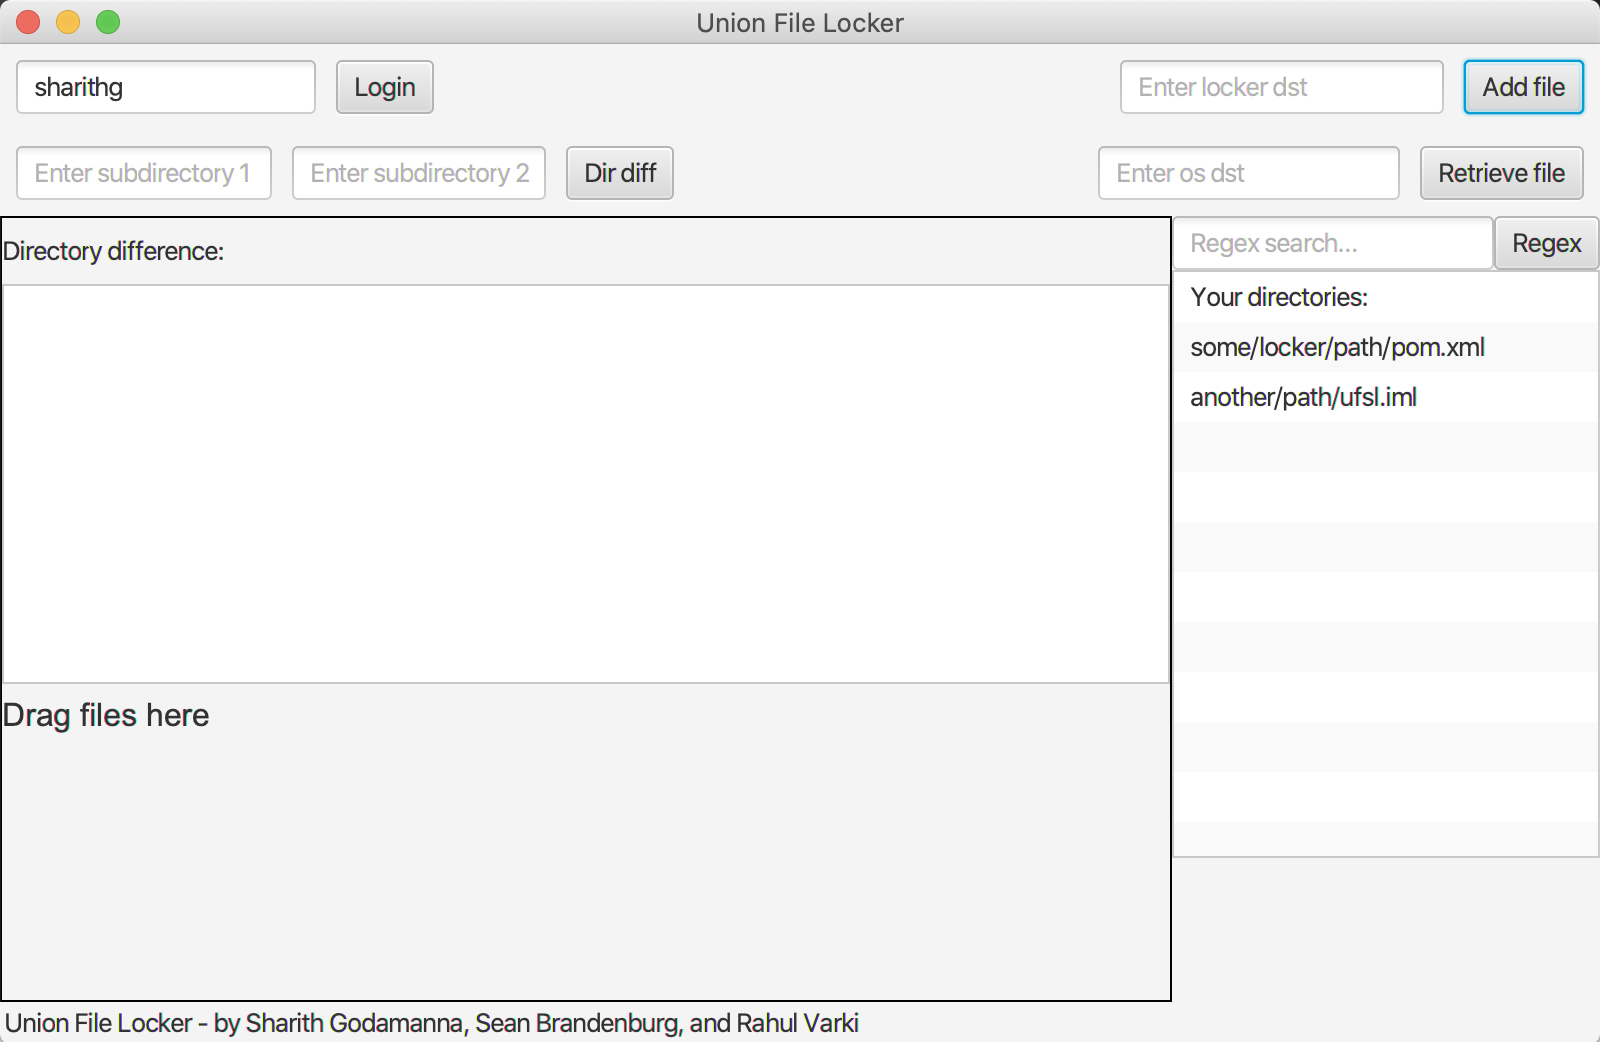 Union File Locker
sharithg Login Enter locker dst Add file
Enter subdirectory 1 Enter subdirectory 2 Dir diff Enter os dst Retrieve file
Directory difference:
Regex search... Regex
Your directories:
some/locker/path/pom.xml
another/path/ufsl.iml
Drag files here
Union File Locker - by Sharith Godamanna, Sean Brandenburg, and Rahul Varki